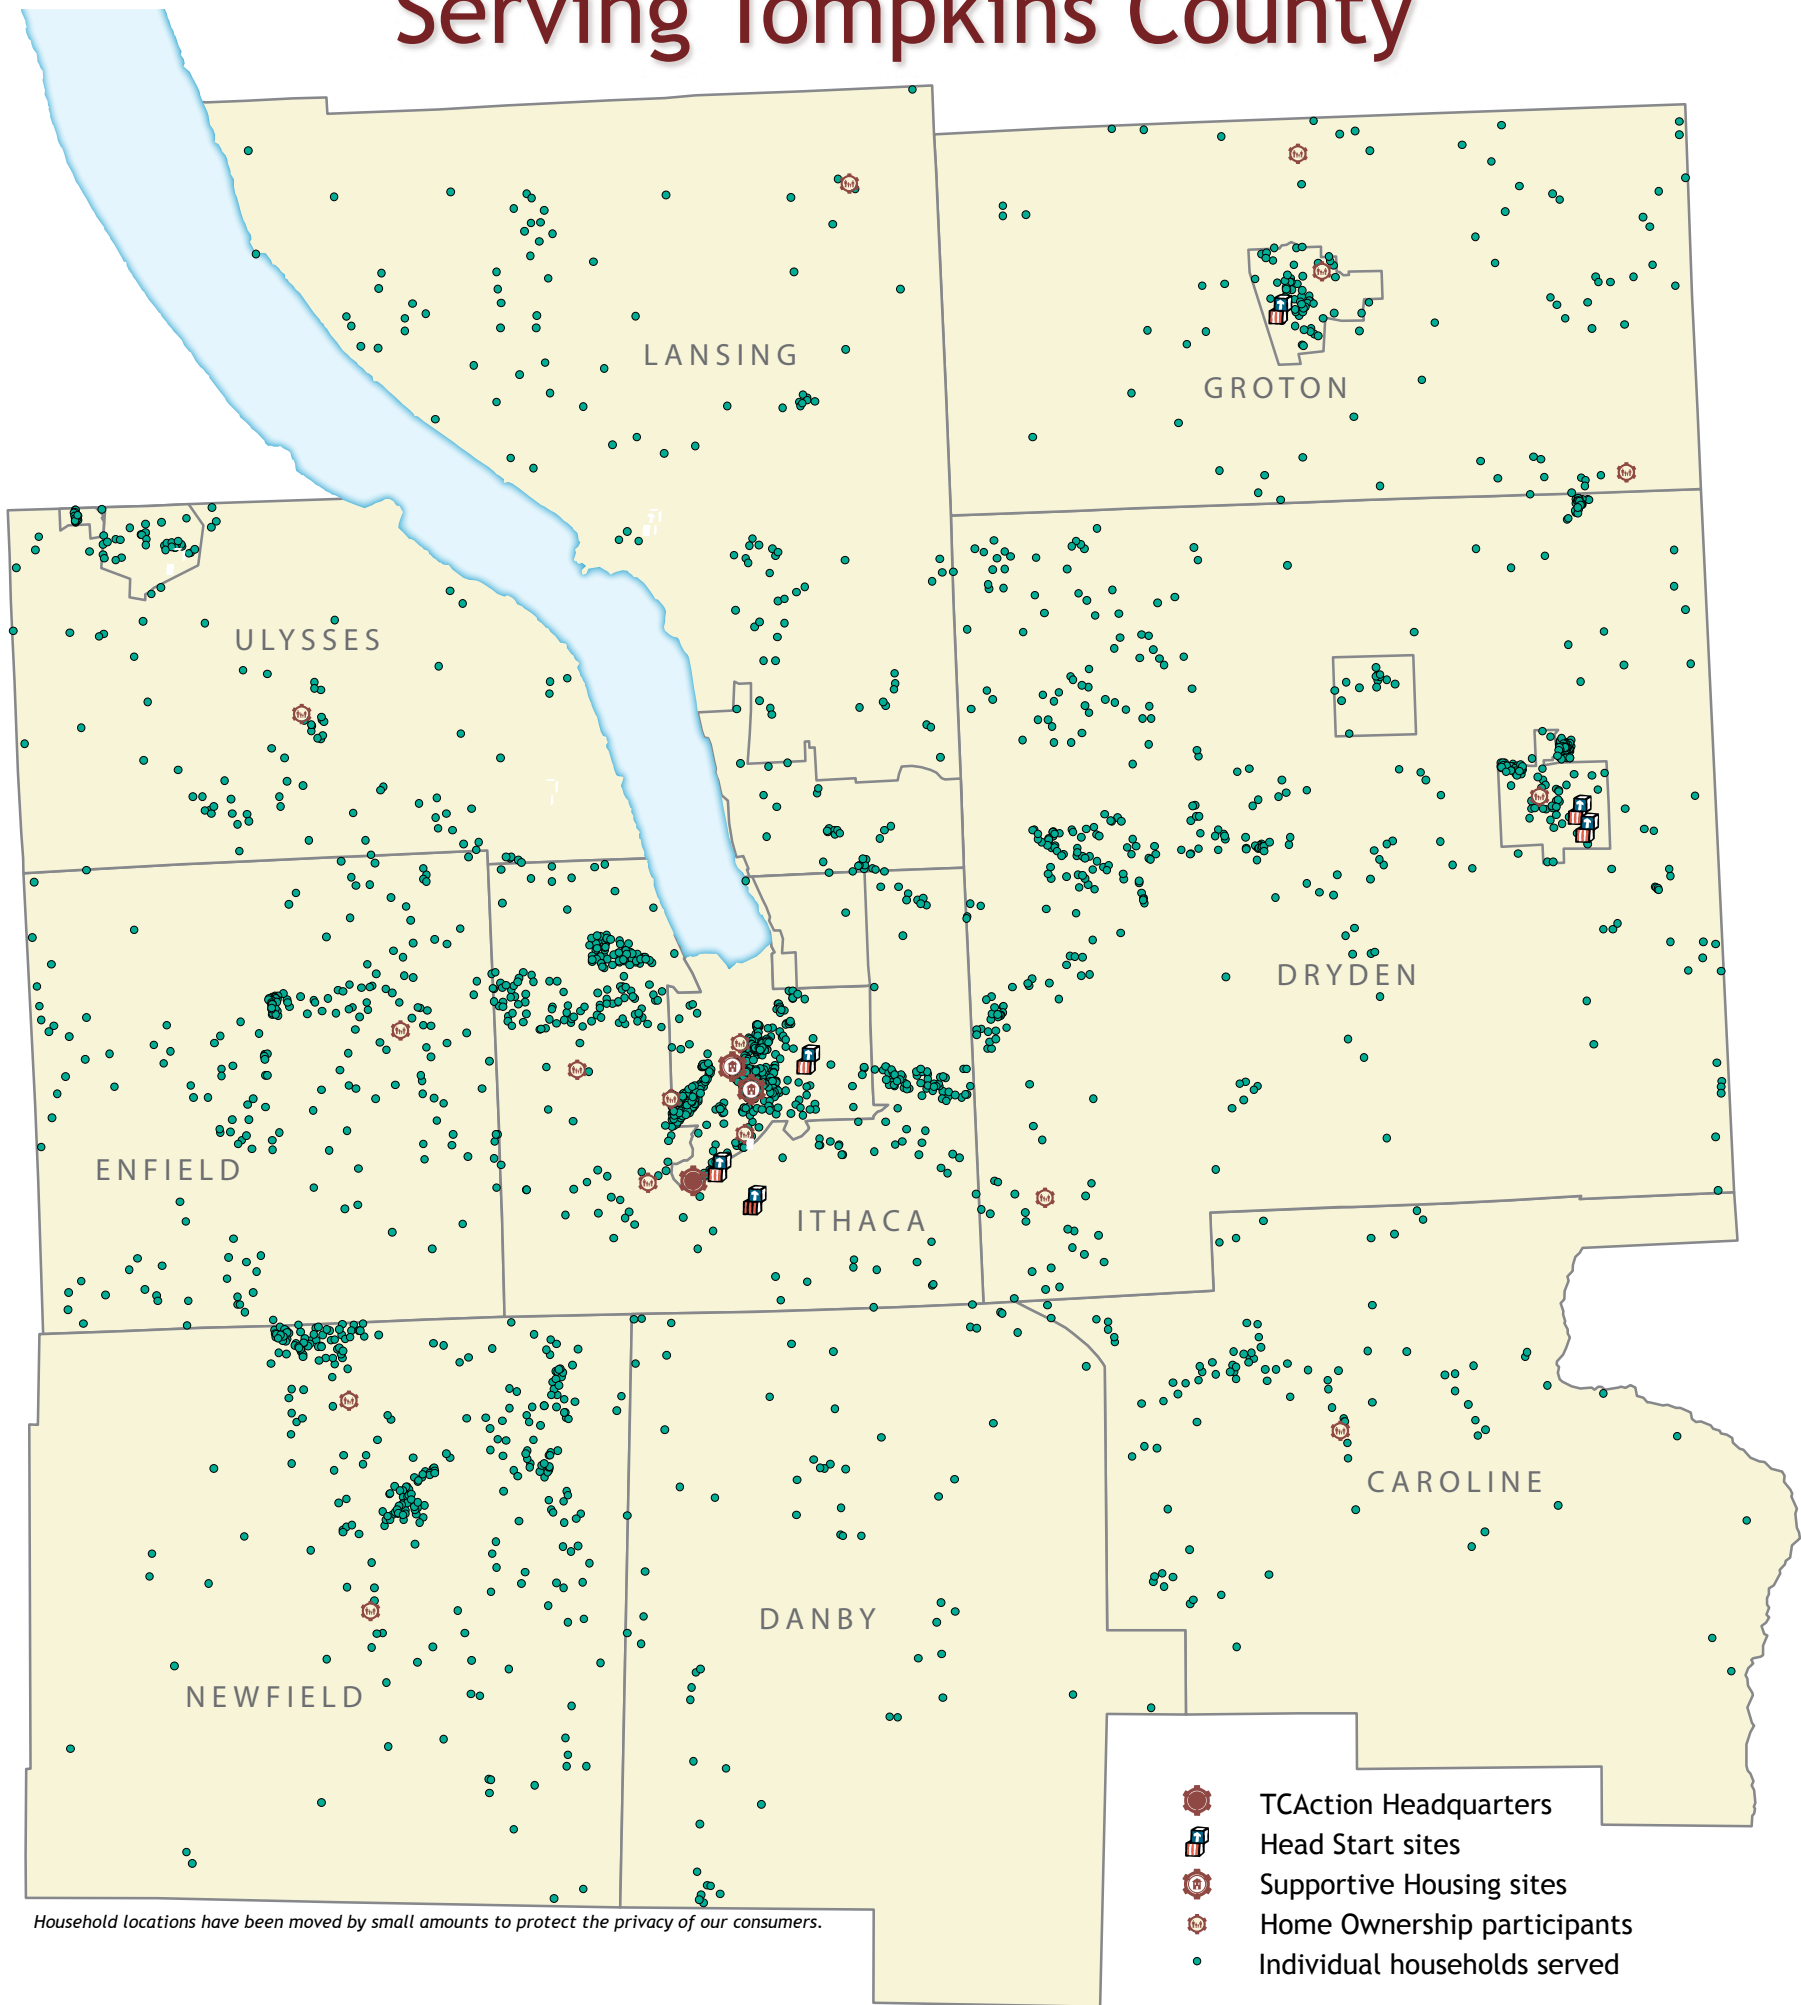 Serving Tompkins County
LANSING
GROTON
ULYSSES
DRYDEN
ENFIELD
ITHACA
CAROLINE
DANBY
NEWFIELD
TCAction Headquarters
Head Start sites
Supportive Housing sites
Home Ownership participants
Individual households served
Household locations have been moved by small amounts to protect the privacy of our consumers.